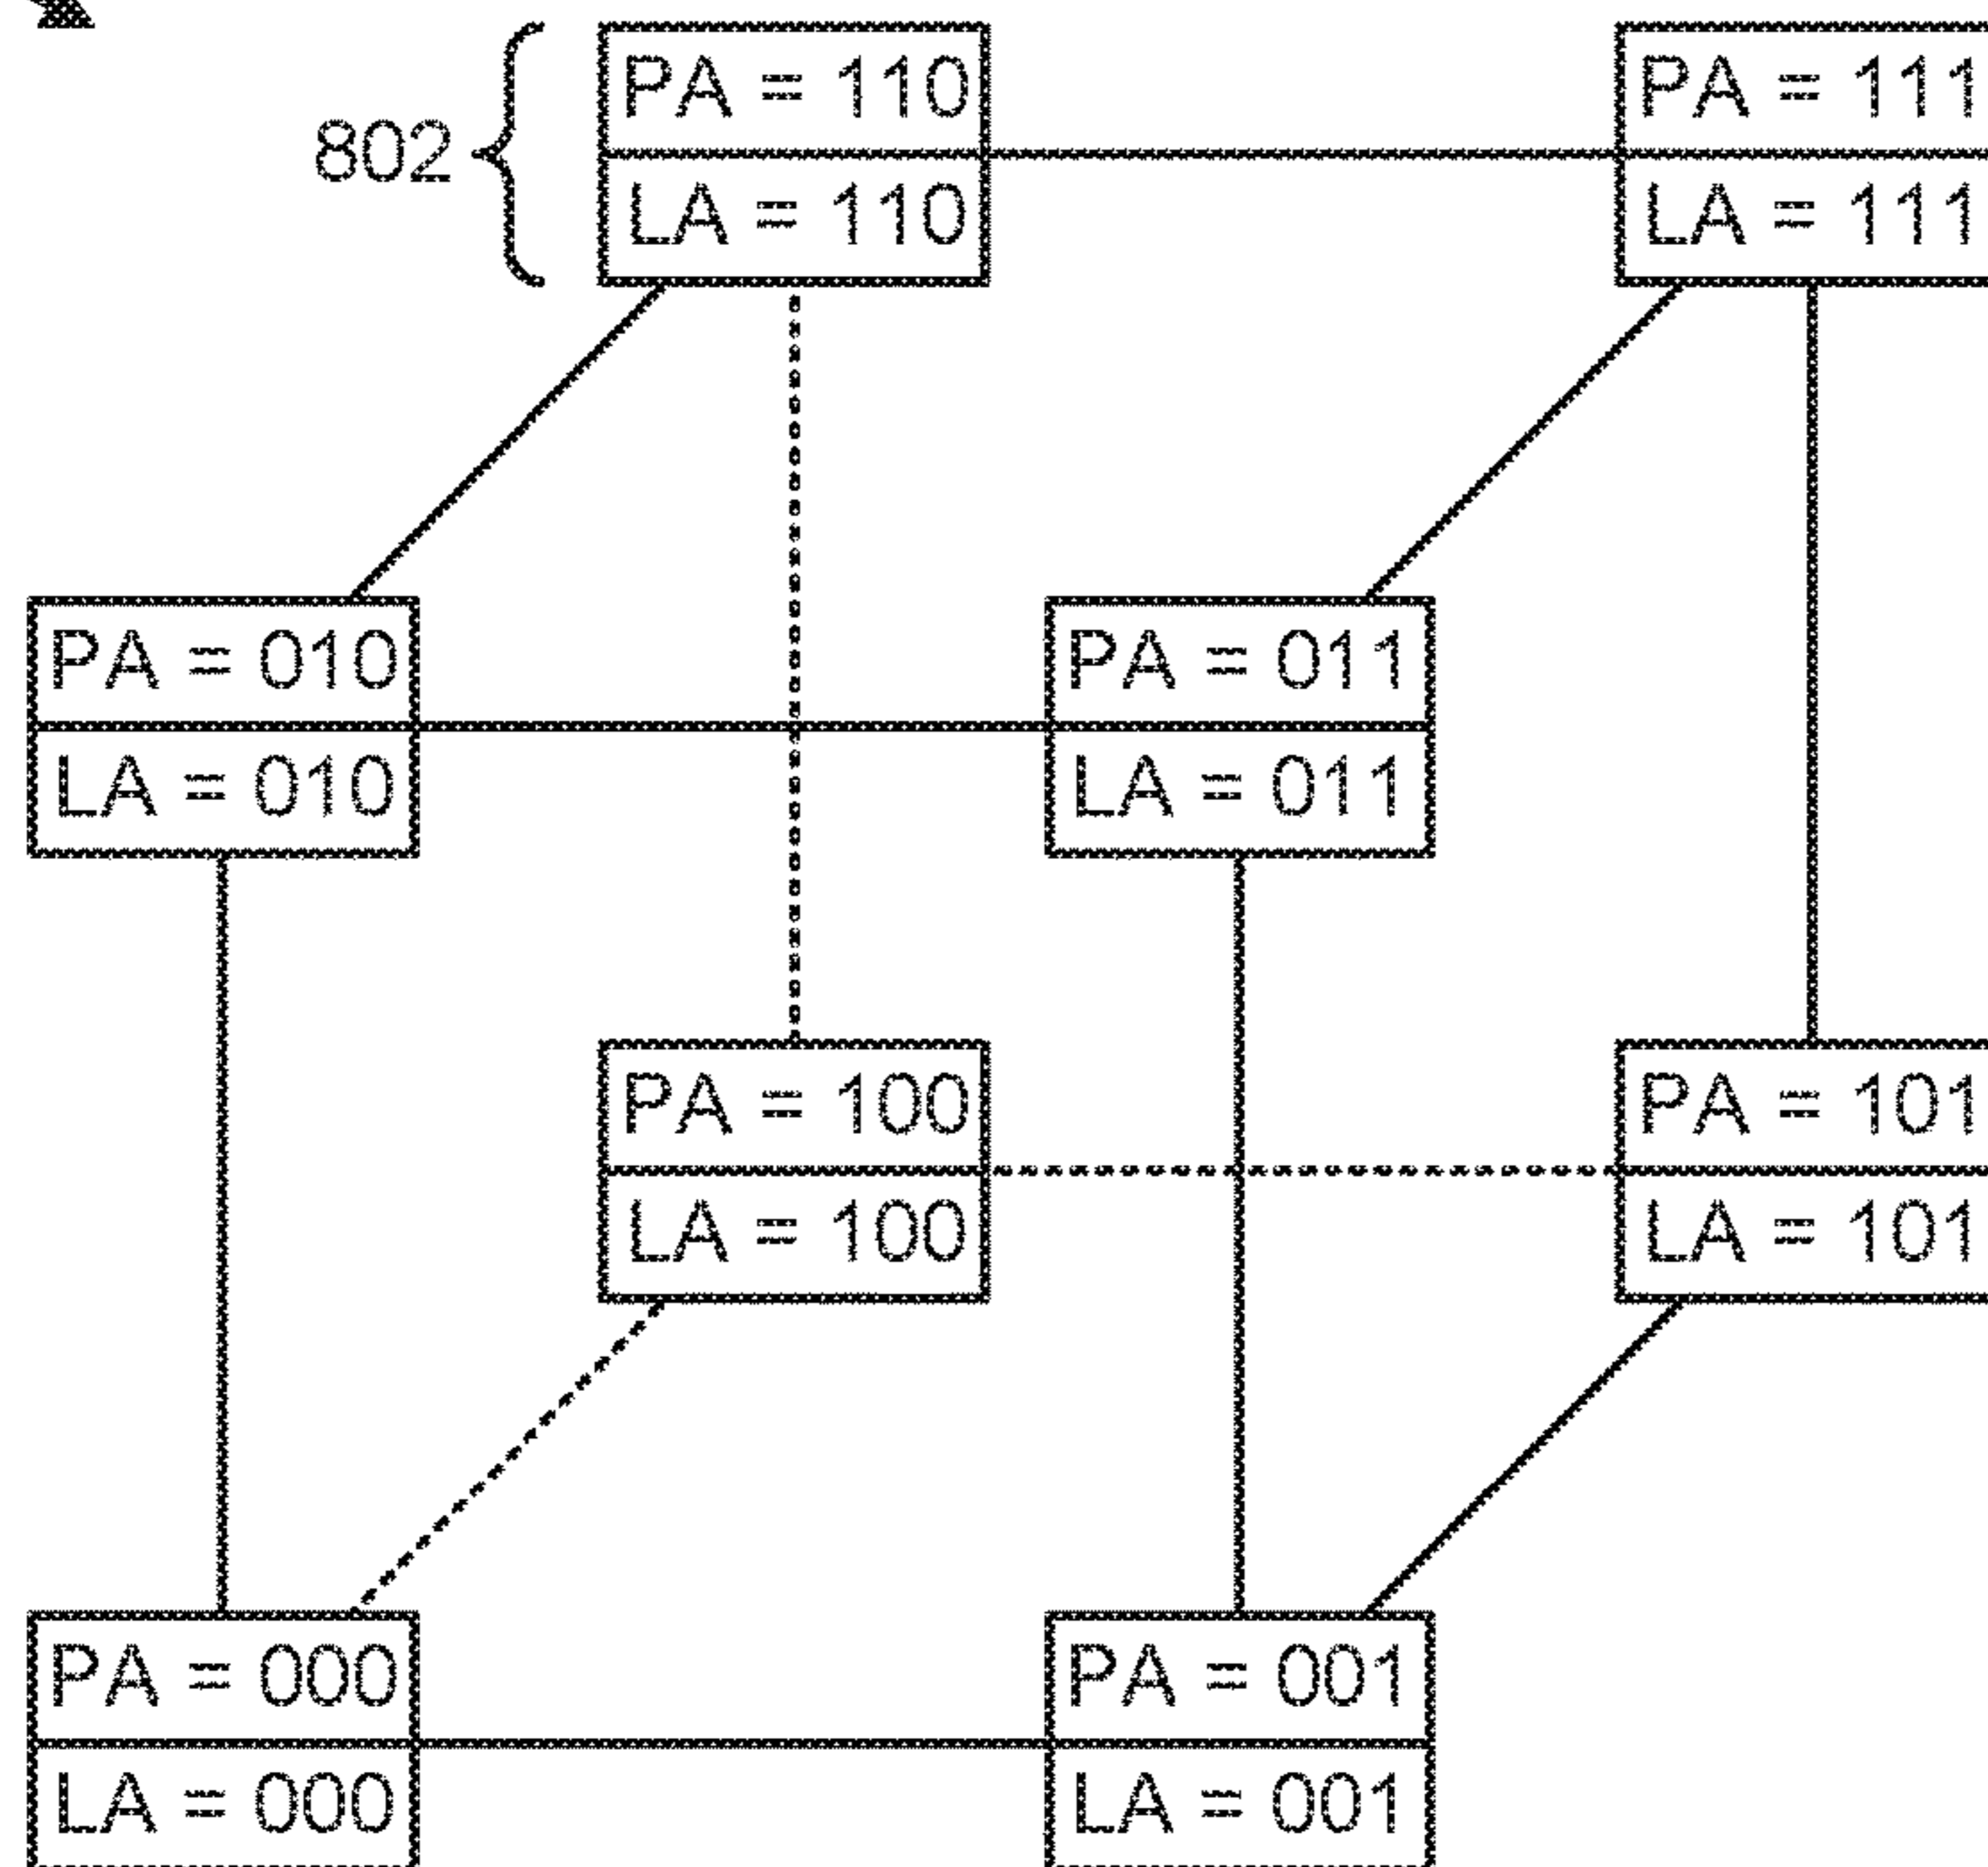 802
PA = 110
LA = 110
PA = 111
LA = 111
PA = 010
LA = 010
PA = 011
LA = 011
PA = 100
LA = 100
PA = 101
LA = 101
PA = 000
LA = 000
PA = 001
LA = 001